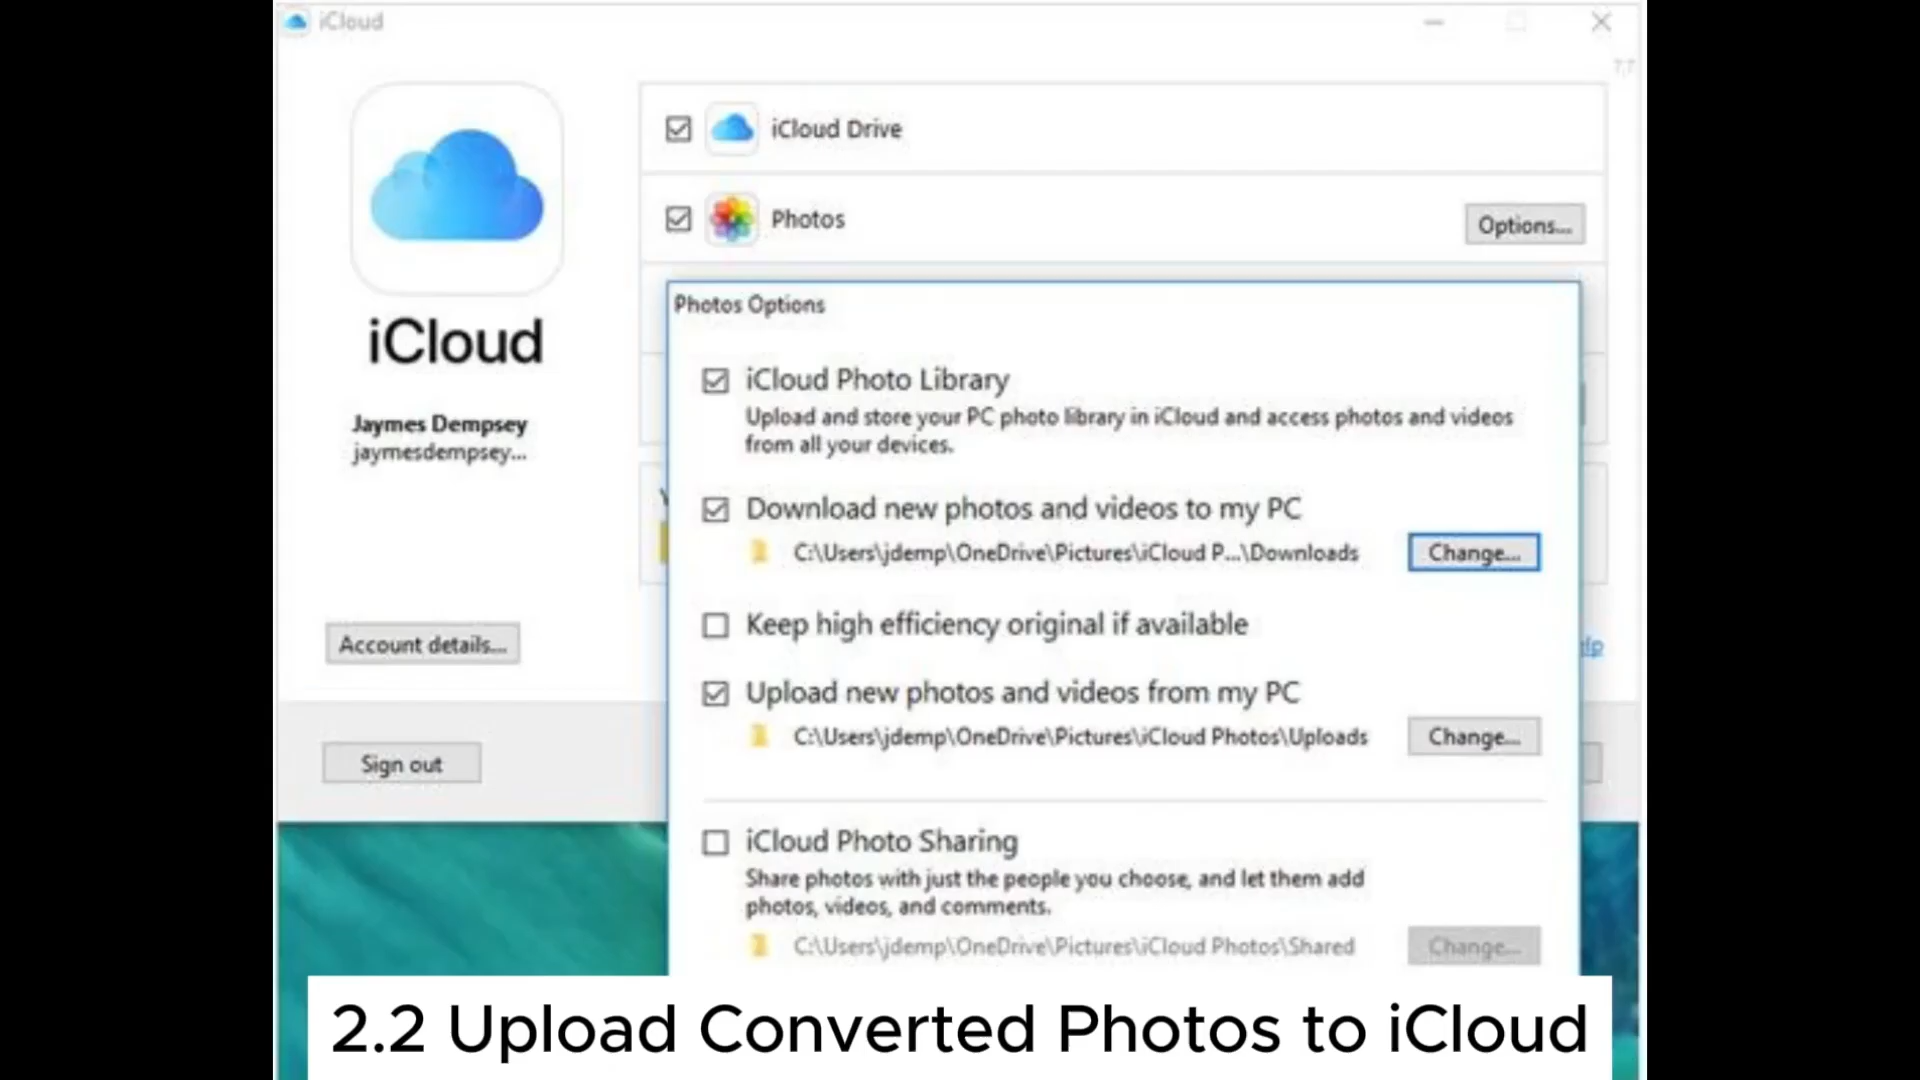 iCloud
7.7
iCloud Drive
Photos
Options...
iCloud
Jaymes Dempsey
jaymesdempsey...
Account details...
Sign out
Photos Options
iCloud Photo Library
Upload and store your PC photo library in iCloud and access photos and videos
from all your devices.
Download new photos and videos to my PC
C:\Users\jdemp\OneDrive\Pictures\iCloud P...\Downloads
Change...
Keep high efficiency original if available
Upload new photos and videos from my PC
C:\Users\jdemp\OneDrive\Pictures\iCloud Photos\Uploads
Change...
iCloud Photo Sharing
Share photos with just the people you choose, and let them add
photos, videos, and comments.
C:\Users\jdemp\OneDrive\Pictures\iCloud Photos\Shared
Change...
2.2 Upload Converted Photos to iCloud